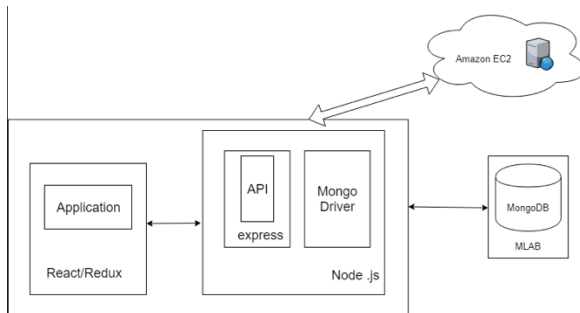 Amazon EC2
API
Mongo
Driver
Application
express
MongoDB
MLAB
React/Redux
Node .js